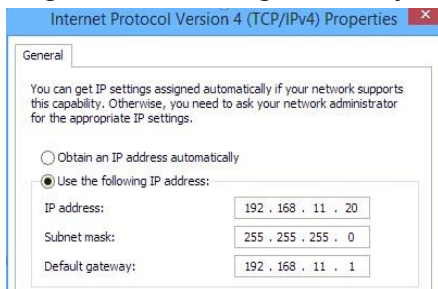 Internet Protocol Version 4 (TCP/IPv4) Properties
General
You can get IP settings assigned automatically if your network supports
this capability. Otherwise, you need to ask your network administrator
for the appropriate IP settings.
Obtain an IP address automatically
Use the following IP address:
IP address: 192 . 168 . 11 . 20
Subnet mask: 255 . 255 . 255 . 0
Default gateway: 192 . 168 . 11 . 1